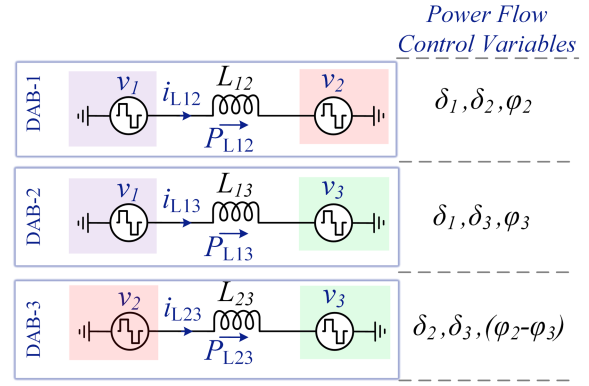 Power Flow
Control Variables
DAB-1
v1
iL12
L12
PL12
v2
δ1,δ2,φ2
DAB-2
v1
iL13
L13
PL13
v3
δ1,δ3,φ3
DAB-3
v2
iL23
L23
PL23
v3
δ2,δ3,(φ2-φ3)